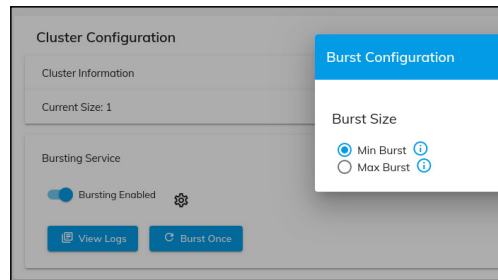 Cluster Configuration
Cluster Information
Current Size: 1
Bursting Service
Bursting Enabled
View Logs
Burst Once
Burst Configuration
Burst Size
Min Burst
Max Burst